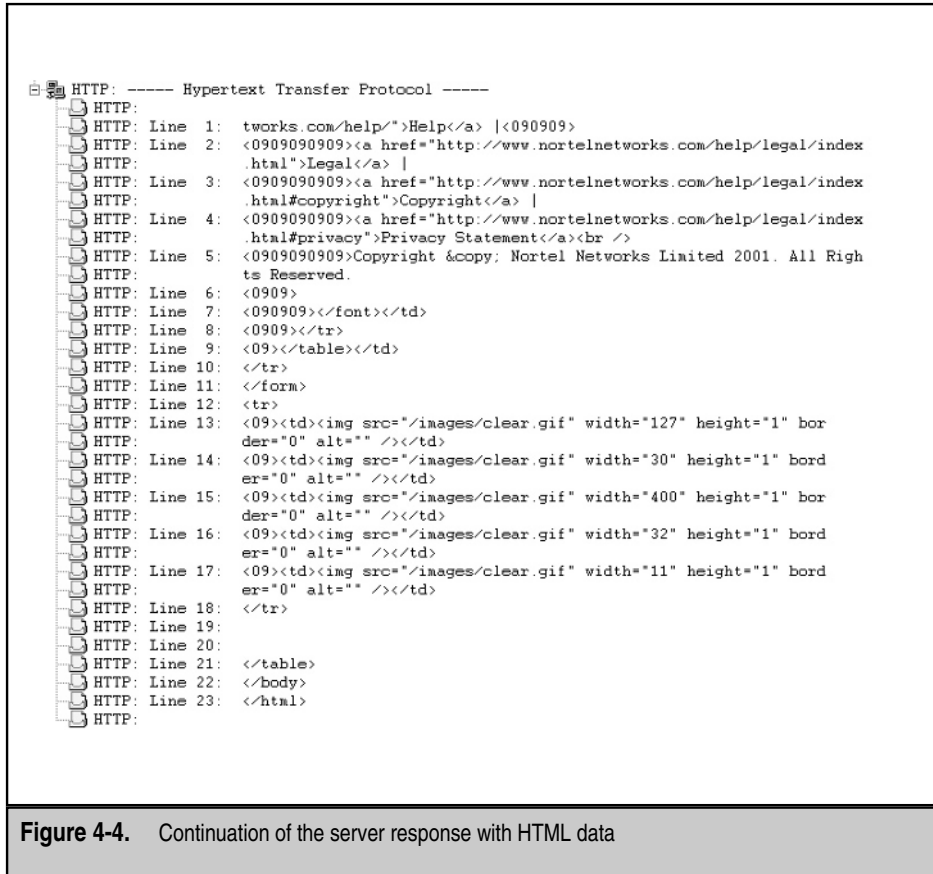 HTTP: ----- Hypertext Transfer Protocol -----
HTTP:
HTTP: Line 1: tworks.com/help/">Help</a> |<090909>
HTTP: Line 2: <0909090909><a href="http://www.nortelnetworks.com/help/legal/index
HTTP: .html">Legal</a> |
HTTP: Line 3: <0909090909><a href="http://www.nortelnetworks.com/help/legal/index
HTTP: .html#copyright">Copyright</a> |
HTTP: Line 4: <0909090909><a href="http://www.nortelnetworks.com/help/legal/index
HTTP: .html#privacy">Privacy Statement</a><br />
HTTP: Line 5: <0909090909>Copyright &copy; Nortel Networks Limited 2001. All Righ
HTTP: ts Reserved.
HTTP: Line 6: <0909>
HTTP: Line 7: <090909></font></td>
HTTP: Line 8: <0909></tr>
HTTP: Line 9: <09></table></td>
HTTP: Line 10: </tr>
HTTP: Line 11: </form>
HTTP: Line 12: <tr>
HTTP: Line 13: <09><td><img src="/images/clear.gif" width="127" height="1" bor
HTTP: der="0" alt="" /></td>
HTTP: Line 14: <09><td><img src="/images/clear.gif" width="30" height="1" bord
HTTP: er="0" alt="" /></td>
HTTP: Line 15: <09><td><img src="/images/clear.gif" width="400" height="1" bor
HTTP: der="0" alt="" /></td>
HTTP: Line 16: <09><td><img src="/images/clear.gif" width="32" height="1" bord
HTTP: er="0" alt="" /></td>
HTTP: Line 17: <09><td><img src="/images/clear.gif" width="11" height="1" bord
HTTP: er="0" alt="" /></td>
HTTP: Line 18: </tr>
HTTP: Line 19:
HTTP: Line 20:
HTTP: Line 21: </table>
HTTP: Line 22: </body>
HTTP: Line 23: </html>
HTTP:
Figure 4-4. Continuation of the server response with HTML data